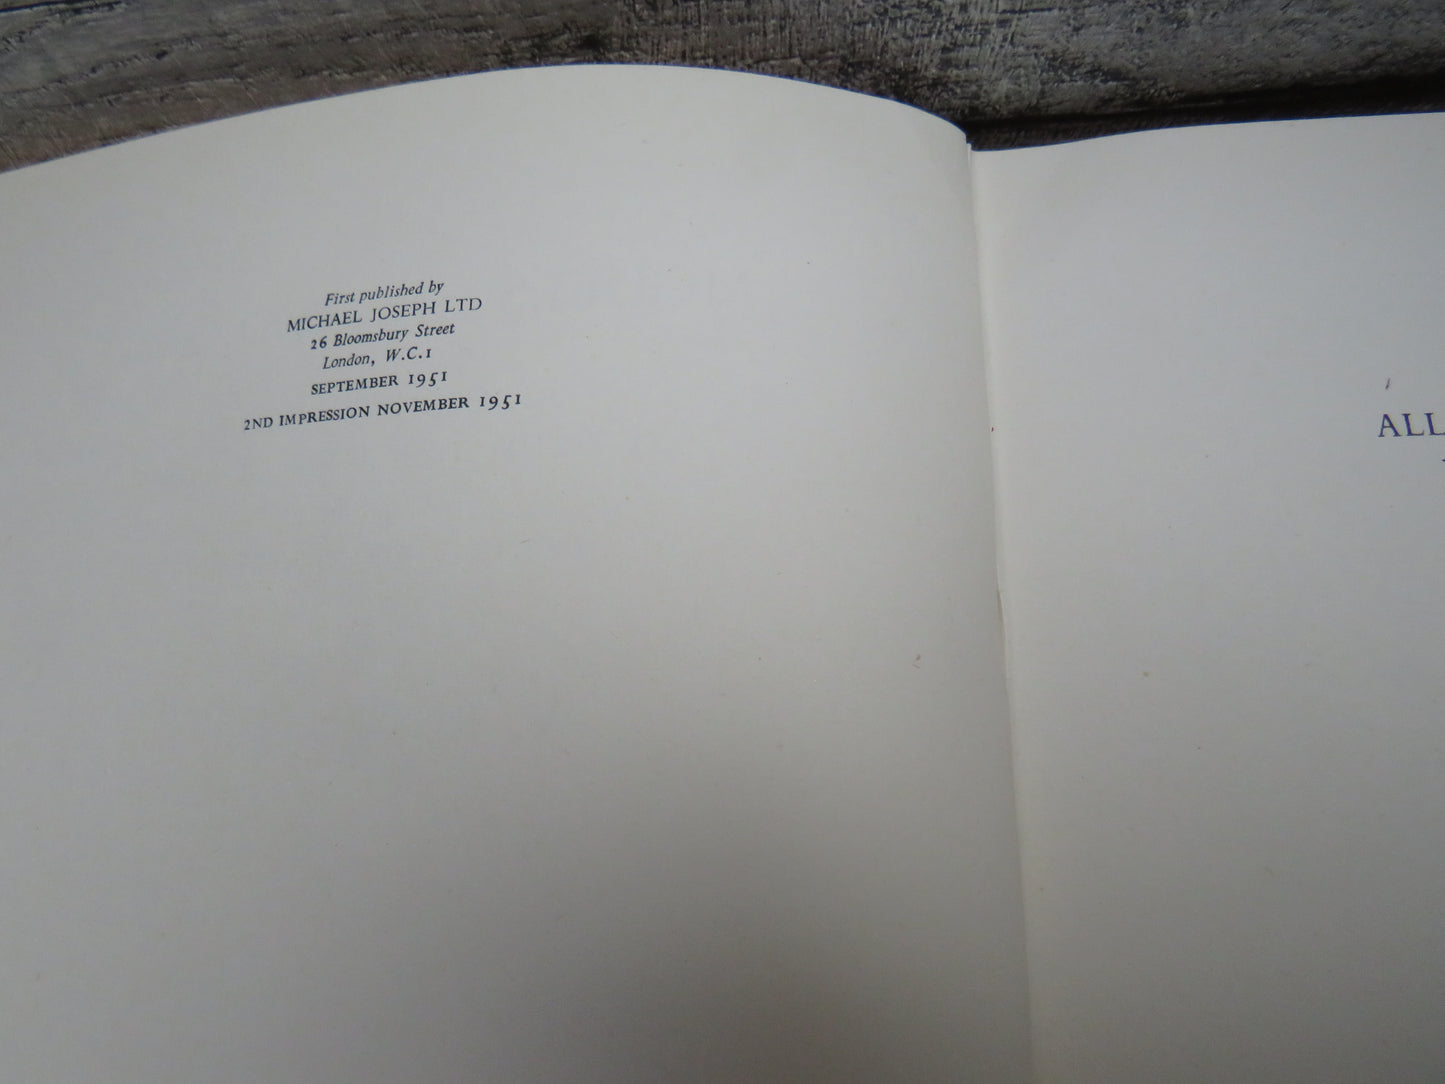 First published by
MICHAEL JOSEPH LTD
26 Bloomsbury Street
London, W.C.1
SEPTEMBER 1951
2ND IMPRESSION NOVEMBER 1951
ALL